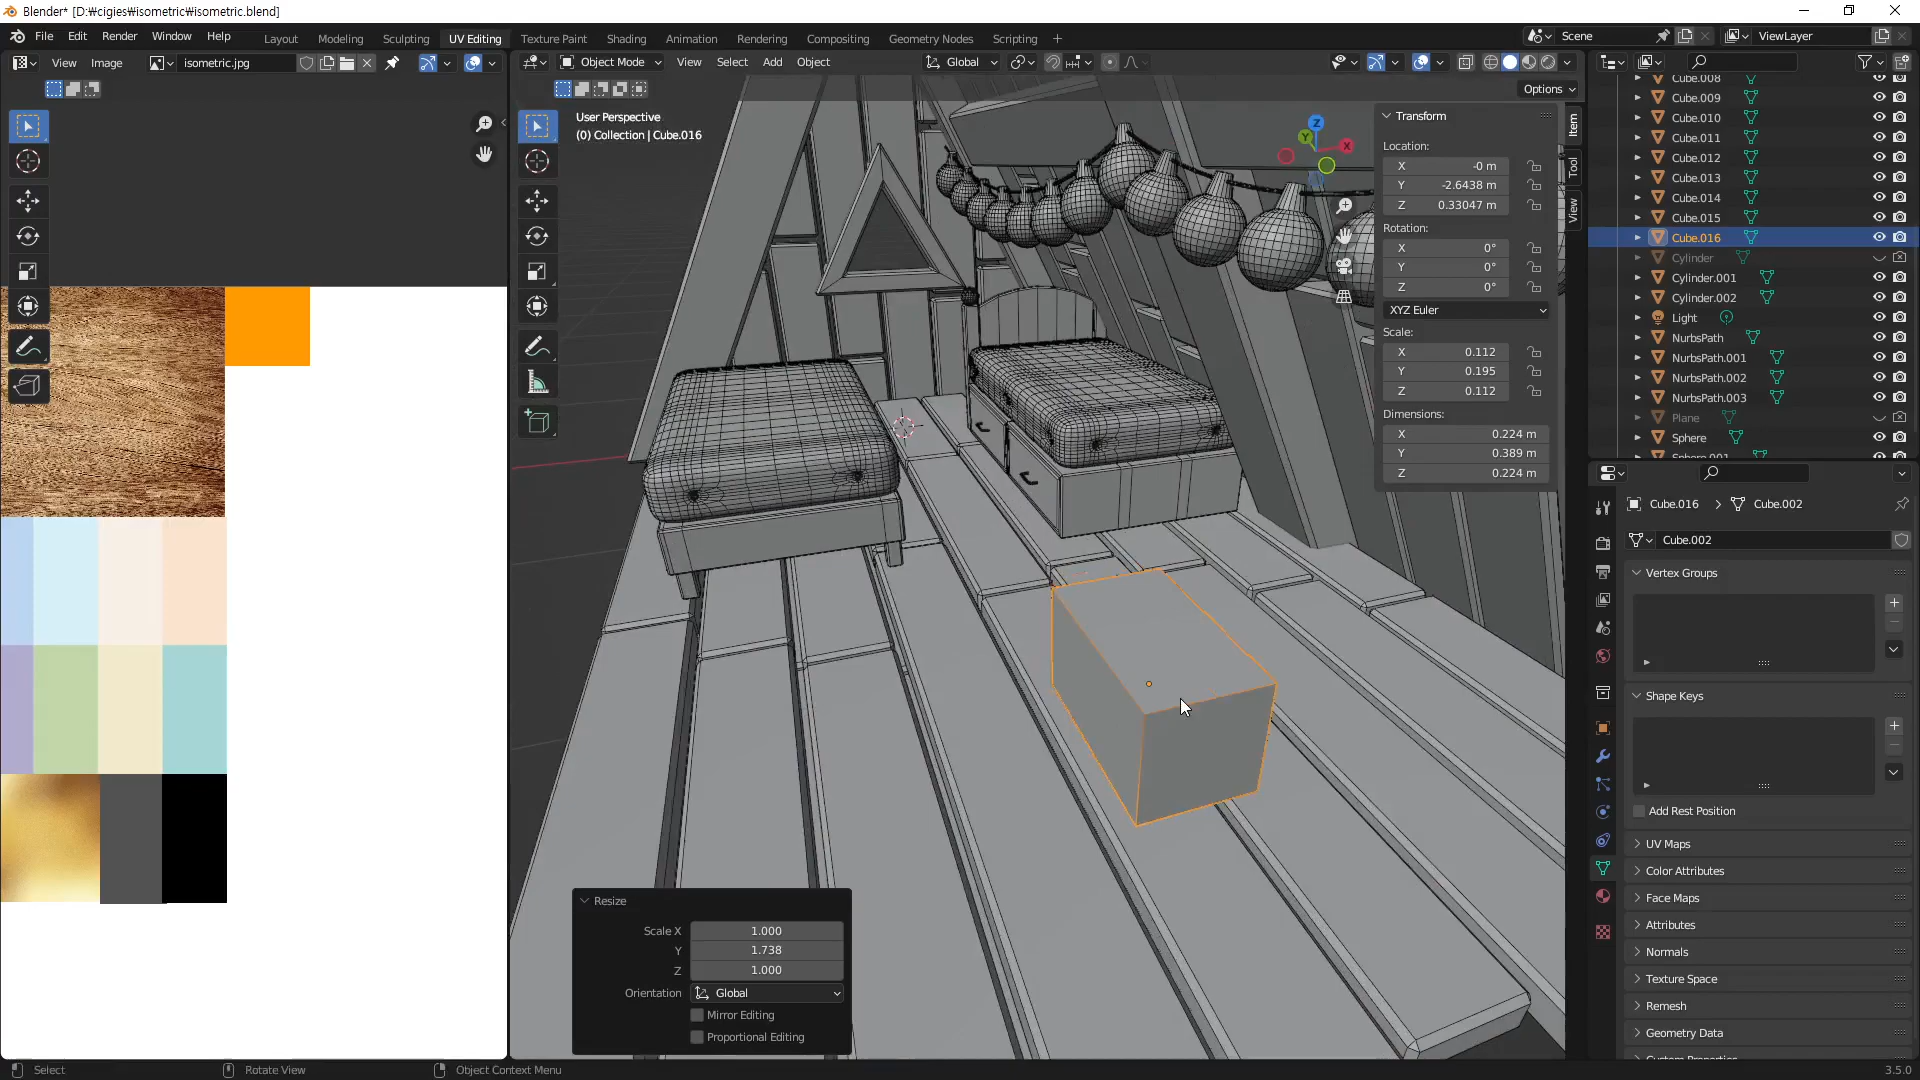 Blender* [D:￦cigies￦isometric￦isometric.blend]
File Edit Render Window Help
Layout Modeling Sculpting UV Editing Texture Paint Shading Animation Rendering Compositing Geometry Nodes Scripting
Scene
ViewLayer
View Image isometric.jpg
Object Mode View Select Add Object
Global
Options
User Perspective
(0) Collection | Cube.016
Z
Y
X
Transform
Location:
X -0 m
Y -2.6438 m
Z 0.33047 m
Rotation:
X 0°
Y 0°
Z 0°
XYZ Euler
Scale:
X 0.112
Y 0.195
Z 0.112
Dimensions:
X 0.224 m
Y 0.389 m
Z 0.224 m
Item
Tool
View
Cube.008
Cube.009
Cube.010
Cube.011
Cube.012
Cube.013
Cube.014
Cube.015
Cube.016
Cylinder
Cylinder.001
Cylinder.002
Light
NurbsPath
NurbsPath.001
NurbsPath.002
NurbsPath.003
Plane
Sphere
Sphere.001
Cube.016 > Cube.002
Cube.002
Vertex Groups
Shape Keys
Add Rest Position
UV Maps
Color Attributes
Face Maps
Attributes
Normals
Texture Space
Remesh
Geometry Data
Custom Properties
Resize
Scale X 1.000
Y 1.738
Z 1.000
Orientation Global
Mirror Editing
Proportional Editing
Select
Rotate View
Object Context Menu
3.5.0